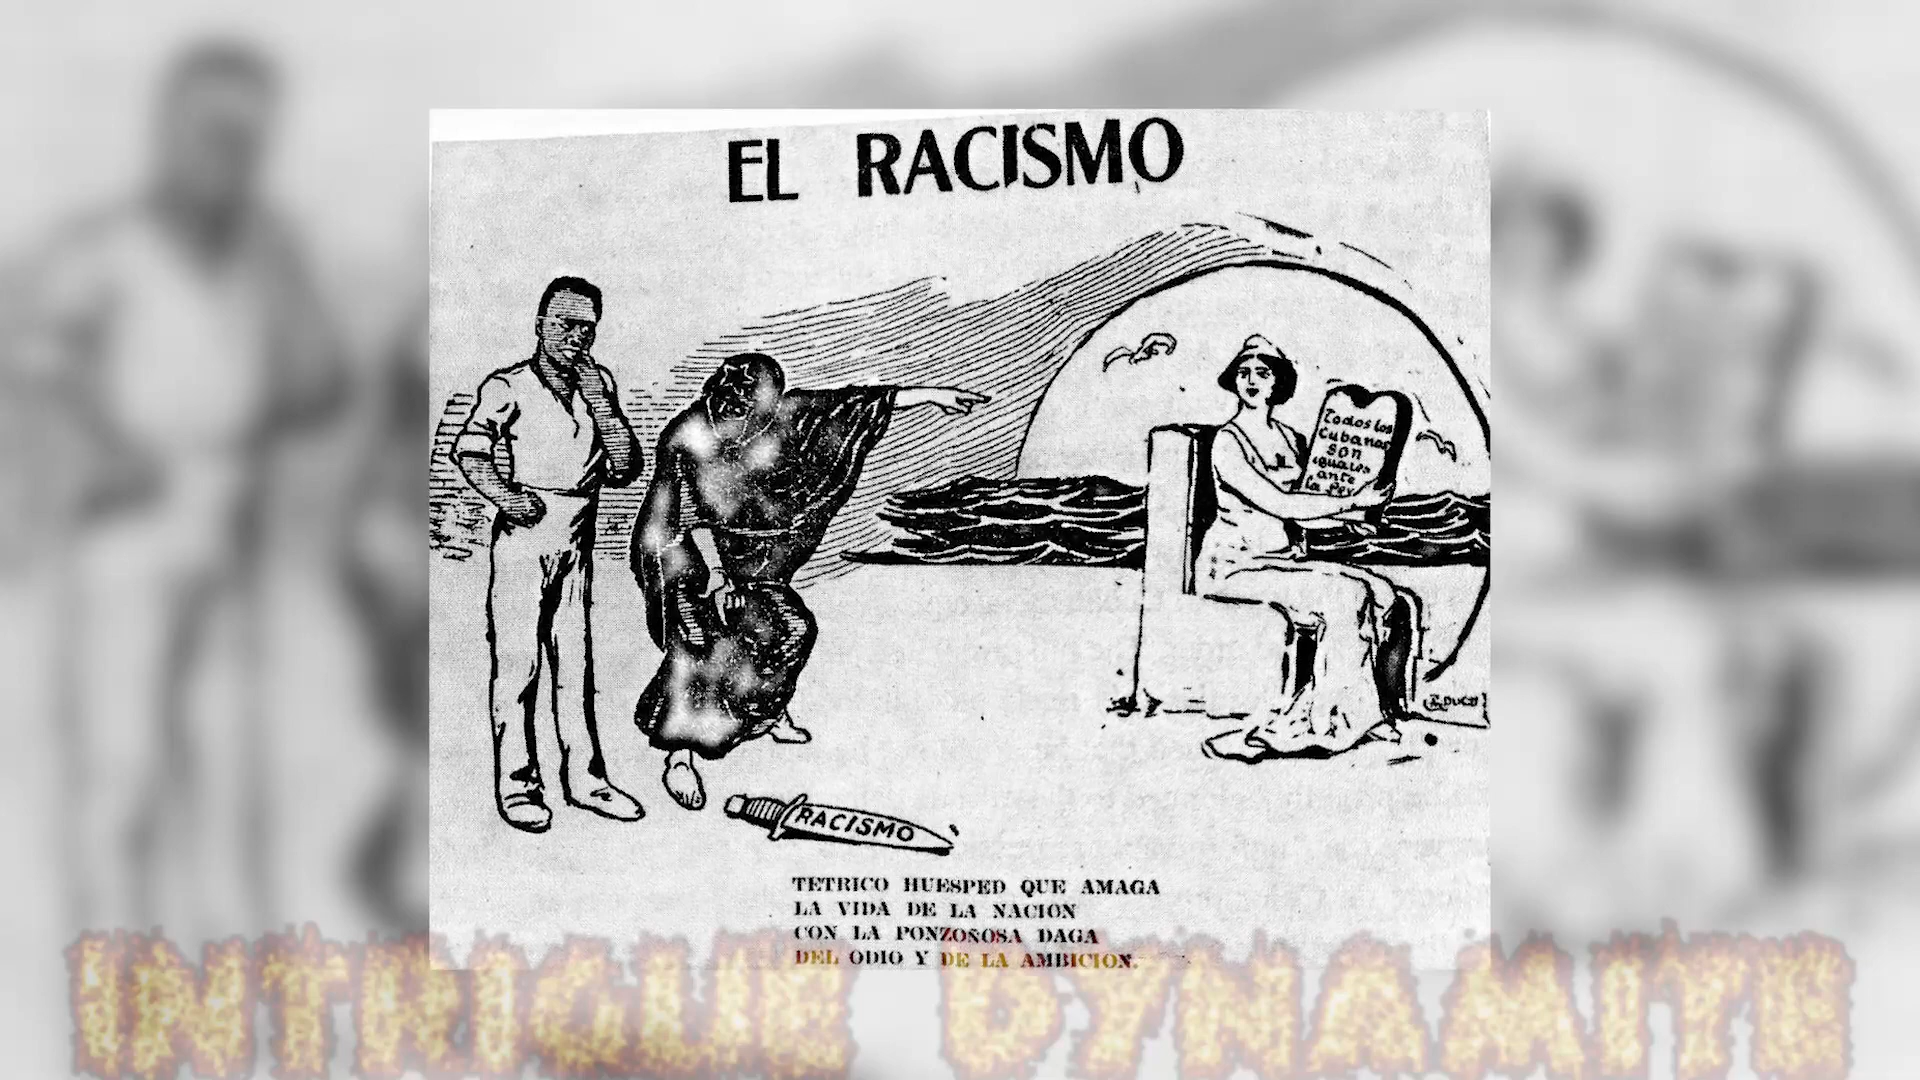 EL RACISMO
Todos los
Cubanos
son
iguales
ante
la ley
RACISMO
TETRICO HUESPED QUE AMAGA
LA VIDA DE LA NACION
CON LA PONZOÑOSA DAGA
DEL ODIO Y DE LA AMBICION.
INTRIGUE DYNAMITE